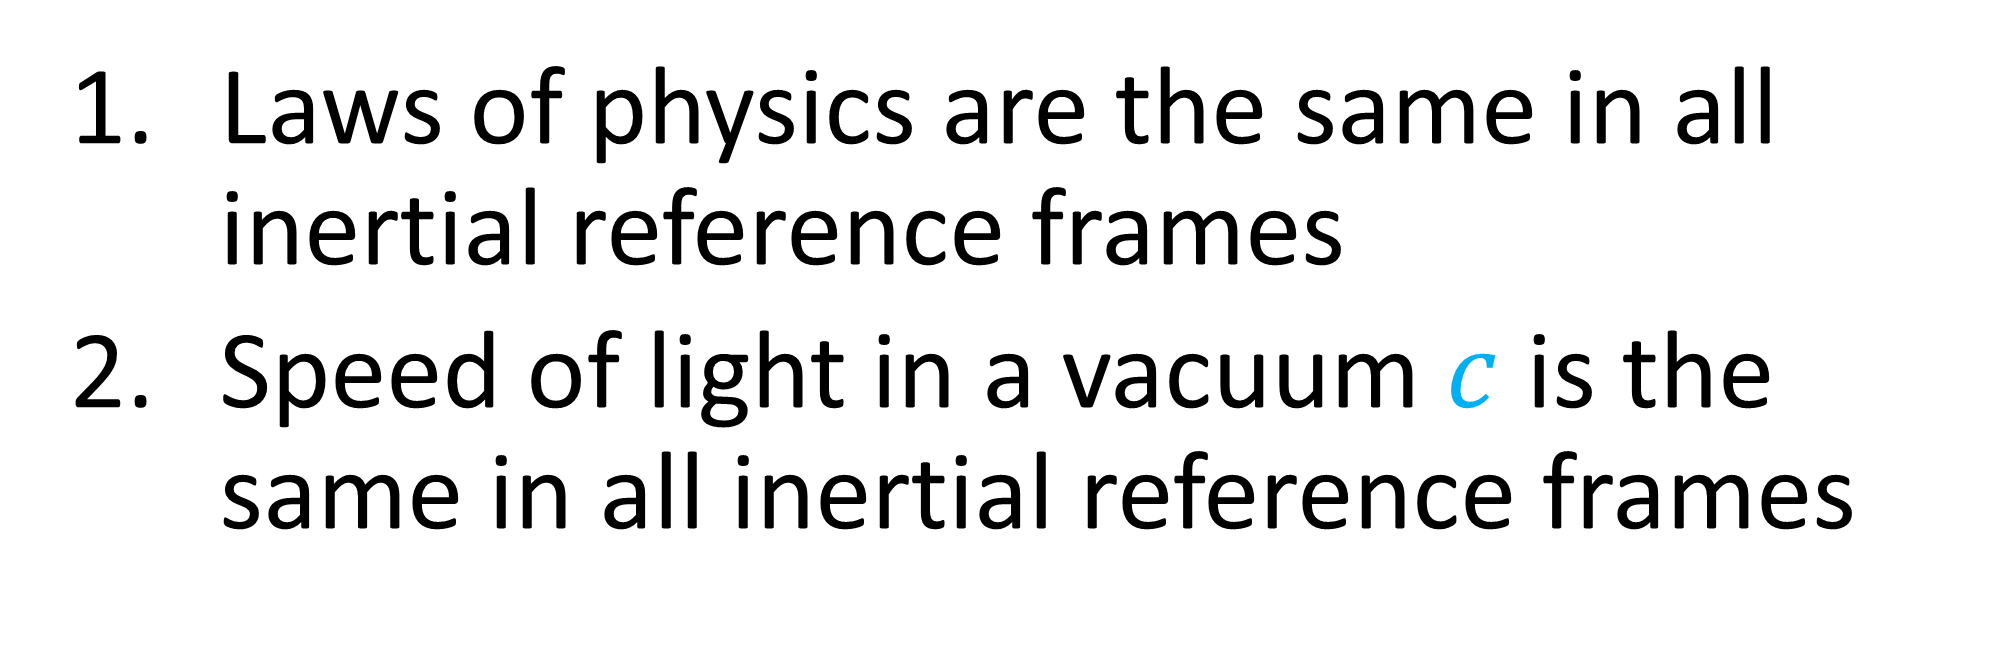 1. Laws of physics are the same in all
inertial reference frames
2. Speed of light in a vacuum c is the
same in all inertial reference frames